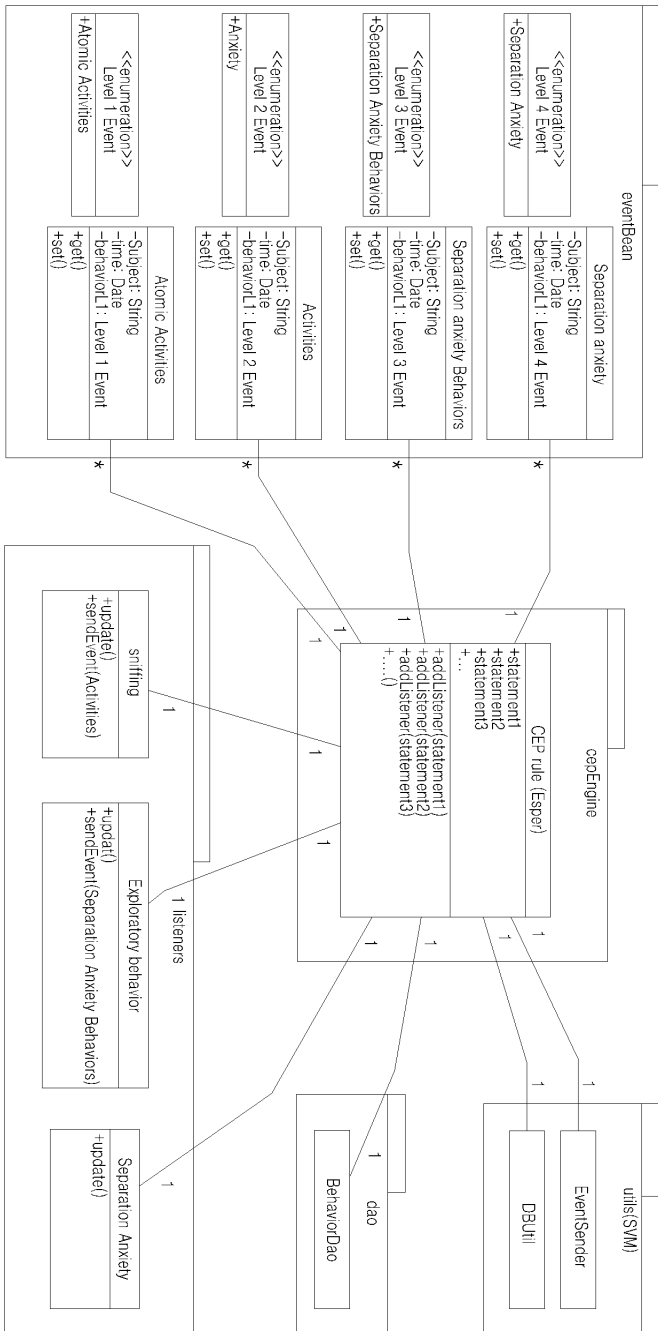 eventBean
<<enumeration>>
Level 4 Event
+Separation Anxiety
Separation anxiety
-Subject: String
-time: Date
-behaviorL1: Level 4 Event
+get()
+set()
*
<<enumeration>>
Level 3 Event
+Separation Anxiety Behaviors
Separation anxiety Behaviors
-Subject: String
-time: Date
-behaviorL1: Level 3 Event
+get()
+set()
*
<<enumeration>>
Level 2 Event
+Anxiety
Activities
-Subject: String
-time: Date
-behaviorL1: Level 2 Event
+get()
+set()
*
<<enumeration>>
Level 1 Event
+Atomic Activities
Atomic Activities
-Subject: String
-time: Date
-behaviorL1: Level 1 Event
+get()
+set()
*
cepEngine
CEP rule (Esper)
+statement1
+statement2
+statement3
+...
+addListener(statement1)
+addListener(statement2)
+addListener(statement3)
+....()
1
1
1
1
1
1
1
1
1
1
utils(SVM)
EventSender
1
DBUtil
1
dao
BehaviorDao
1
1 listeners
sniffing
+update()
+sendEvent(Activities)
1
Exploratory behavior
+updat()
+sendEvent(Separation Anxiety Behaviors)
Separation Anxiety
+update()
1